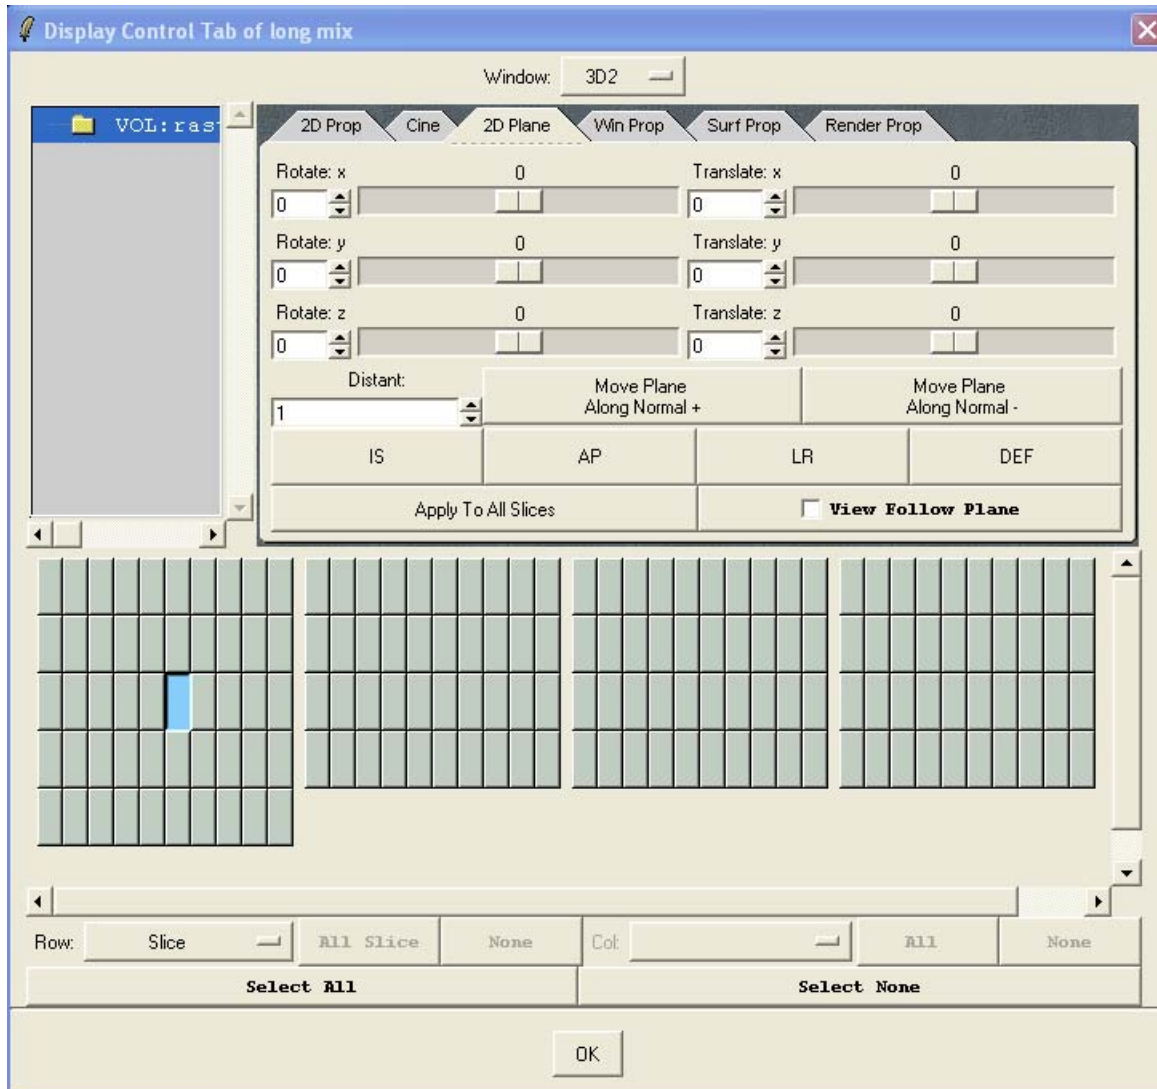 Display Control Tab of long mix
Window: 3D2
VOL:ras
2D Prop Cine 2D Plane Win Prop Surf Prop Render Prop
Rotate: x 0 Translate: x 0
0 0
Rotate: y 0 Translate: y 0
0 0
Rotate: z 0 Translate: z 0
0 0
Distant: Move Plane Along Normal + Move Plane Along Normal -
1
IS AP LR DEF
Apply To All Slices View Follow Plane
Row: Slice All Slice None Col: All None
Select All Select None
OK